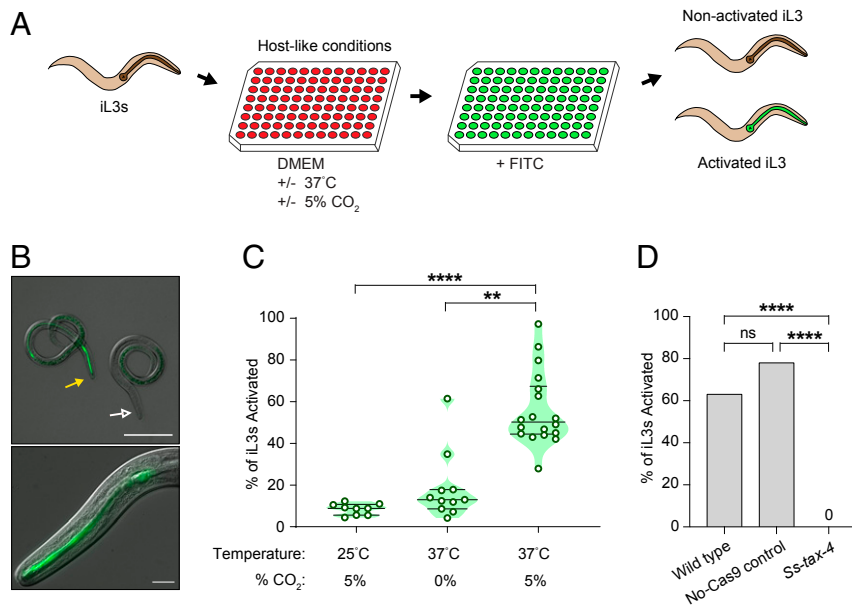 A
iL3s
Host-like conditions
DMEM
+/- 37°C
+/- 5% CO2
+ FITC
Non-activated iL3
Activated iL3
B
C
****
**
% of iL3s Activated
100
80
60
40
20
0
Temperature: 25°C 37°C 37°C
% CO2: 5% 0% 5%
D
****
ns ****
% of iL3s Activated
100
80
60
40
20
0
0
Wild type
No-Cas9 control
Ss-tax-4